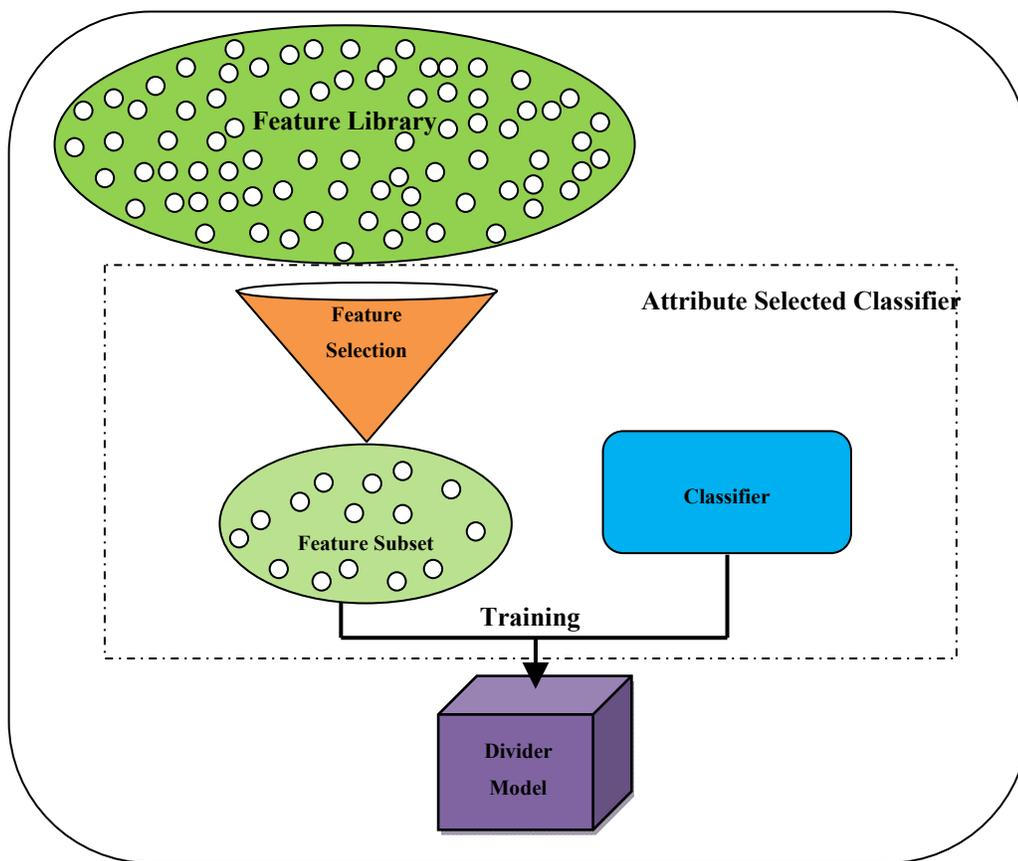 Feature Library
Attribute Selected Classifier
Feature
Selection
Classifier
Feature Subset
Training
Divider
Model